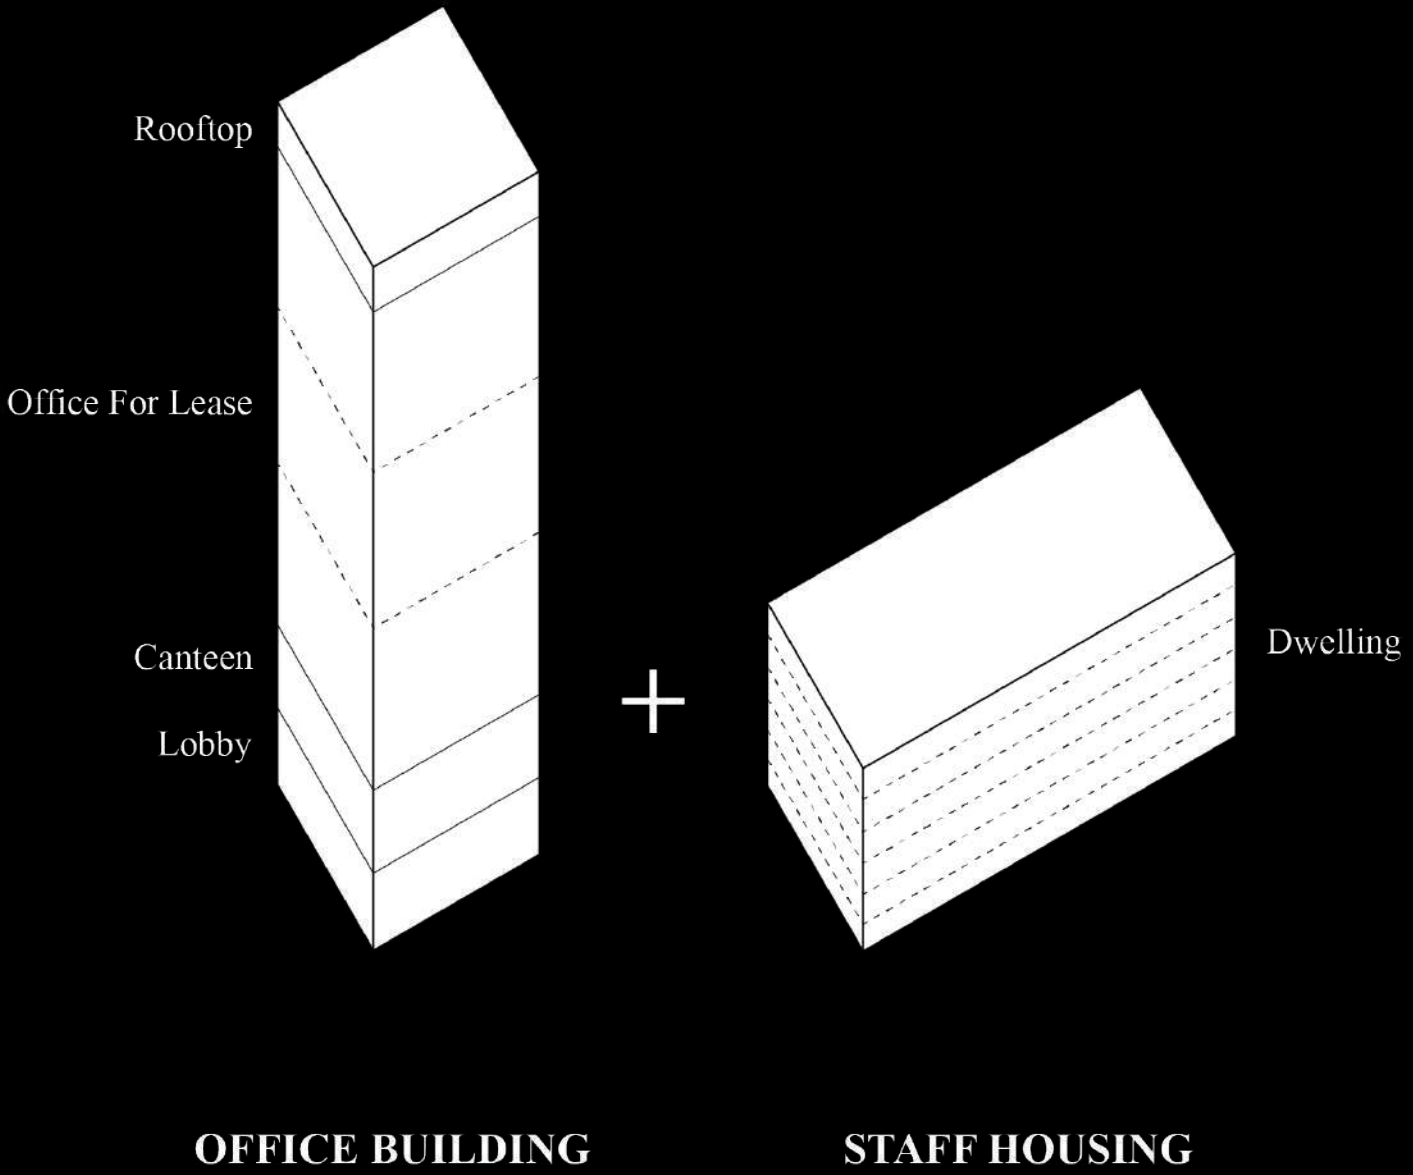 Rooftop
Office For Lease
Canteen
Dwelling
Lobby
+
OFFICE BUILDING
STAFF HOUSING